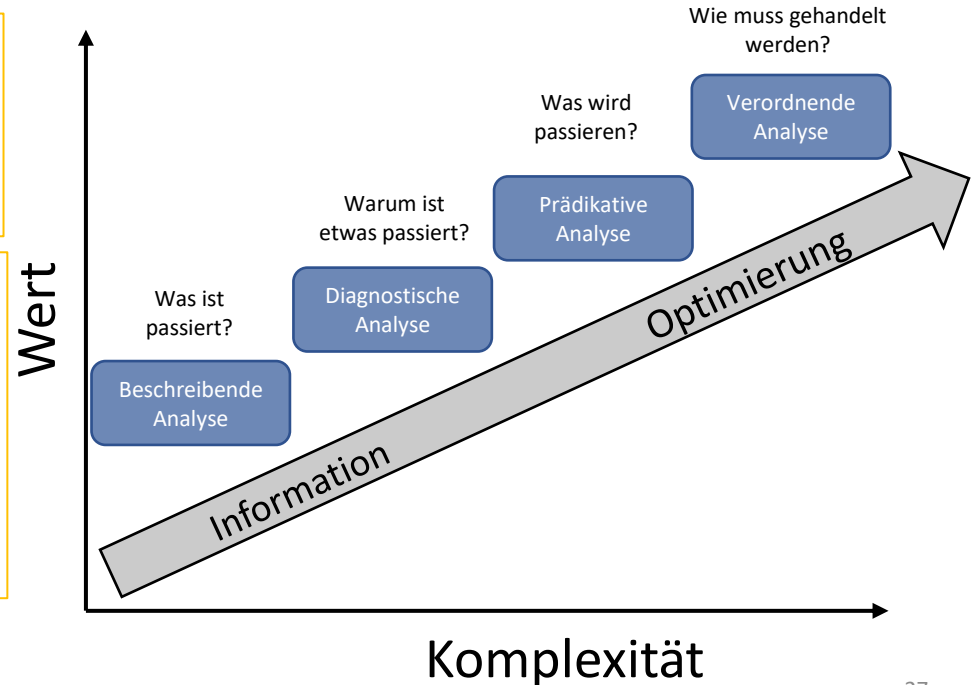 Wie muss gehandelt
werden?
Verordnende
Analyse
Was wird
passieren?
Prädikative
Analyse
Warum ist
etwas passiert?
Diagnostische
Analyse
Was ist
passiert?
Beschreibende
Analyse
Wert
Information
Optimierung
Komplexität